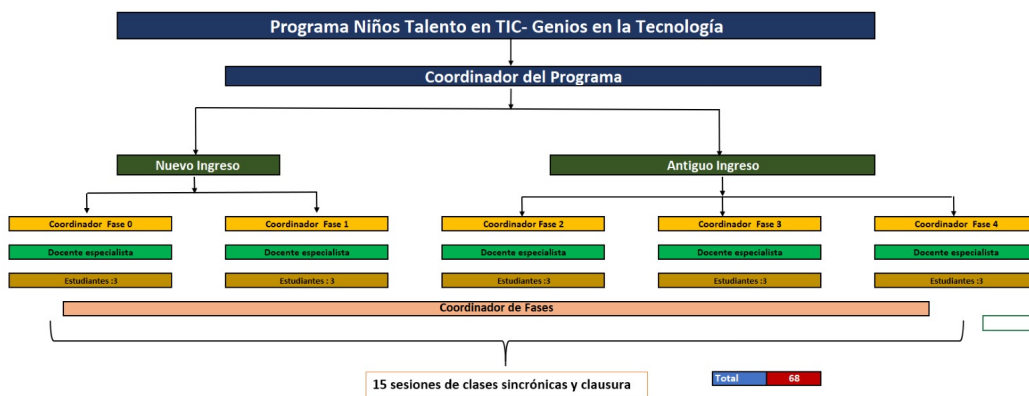 Programa Niños Talento en TIC- Genios en la Tecnología
Coordinador del Programa
Nuevo Ingreso
Antiguo Ingreso
Coordinador Fase 0
Coordinador Fase 1
Coordinador Fase 2
Coordinador Fase 3
Coordinador Fase 4
Docente especialista
Docente especialista
Docente especialista
Docente especialista
Docente especialista
Estudiantes :3
Estudiantes : 3
Estudiantes :3
Estudiantes :3
Estudiantes :3
Coordinador de Fases
15 sesiones de clases sincrónicas y clausura
Total 68